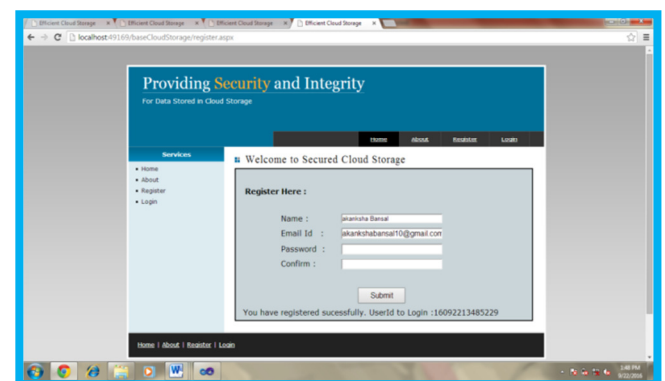 Efficient Cloud Storage
Efficient Cloud Storage
Efficient Cloud Storage
Efficient Cloud Storage
localhost:49169/baseCloudStorage/register.aspx
Providing Security and Integrity
For Data Stored in Cloud Storage
Home About Register Login
Services
Home
About
Register
Login
Welcome to Secured Cloud Storage
Register Here :
Name : akanksha Bansal
Email Id : akankshabansal10@gmail.com
Password :
Confirm :
Submit
You have registered sucessfully. UserId to Login :16092213485229
Home | About | Register | Login
1:48 PM
9/22/2016